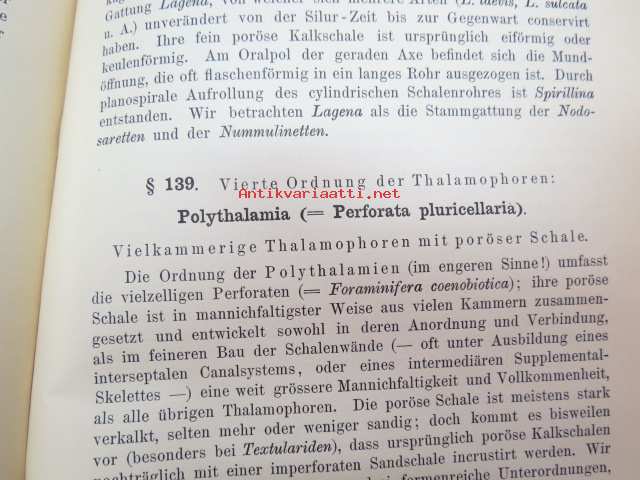 Gattung Lagena, von welcher sich mehrere Arten (L. laevis, L. sulcata
u. A.) unverändert von der Silur-Zeit bis zur Gegenwart conservirt
haben. Ihre fein poröse Kalkschale ist ursprünglich eiförmig oder
keulenförmig. Am Oralpol der geraden Axe befindet sich die Mund-
öffnung, die oft flaschenförmig in ein langes Rohr ausgezogen ist. Durch
planospirale Aufrollung des cylindrischen Schalenrohres ist Spirillina
entstanden. Wir betrachten Lagena als die Stammgattung der Nodo-
saretten und der Nummulinetten.
§ 139. Vierte Ordnung der Thalamophoren:
Antikvariaatti.net
Polythalamia (= Perforata pluricellaria).
Vielkammerige Thalamophoren mit poröser Schale.
Die Ordnung der Polythalamien (im engeren Sinne!) umfasst
die vielzelligen Perforaten (= Foraminifera coenobiotica); ihre poröse
Schale ist in mannichfaltigster Weise aus vielen Kammern zusammen-
gesetzt und entwickelt sowohl in deren Anordnung und Verbindung,
als im feineren Bau der Schalenwände (— oft unter Ausbildung eines
interseptalen Canalsystems, oder eines intermediären Supplemental-
Skelettes —) eine weit grössere Mannichfaltigkeit und Vollkommenheit,
als alle übrigen Thalamophoren. Die poröse Schale ist meistens stark
verkalkt, selten mehr oder weniger sandig; doch kommt es bisweilen
vor (besonders bei Textulariden), dass ursprünglich poröse Kalkschalen
nachträglich mit einer imperforaten Sandschale incrustirt werden. Wir
formenreiche Unterordnungen,